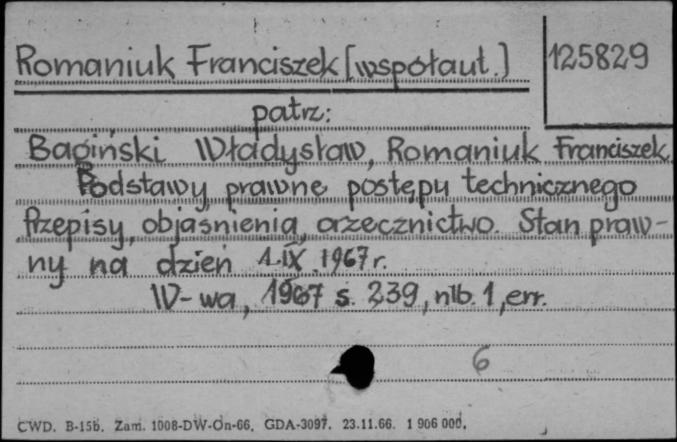 Romaniuk Franciszek [współaut.]
125829
patrz:
Bagiński Władysław, Romaniuk Franciszek
Podstawy prawne postępu technicznego
Przepisy, objaśnienia, orzecznictwo. Stan praw-
ny na dzień 1.IX.1967 r.
W-wa, 1967 s. 239, nlb. 1, err.
6
CWD. B-15b. Zam. 1008-DW-On-66. GDA-3097. 23.11.66. 1 906 000.